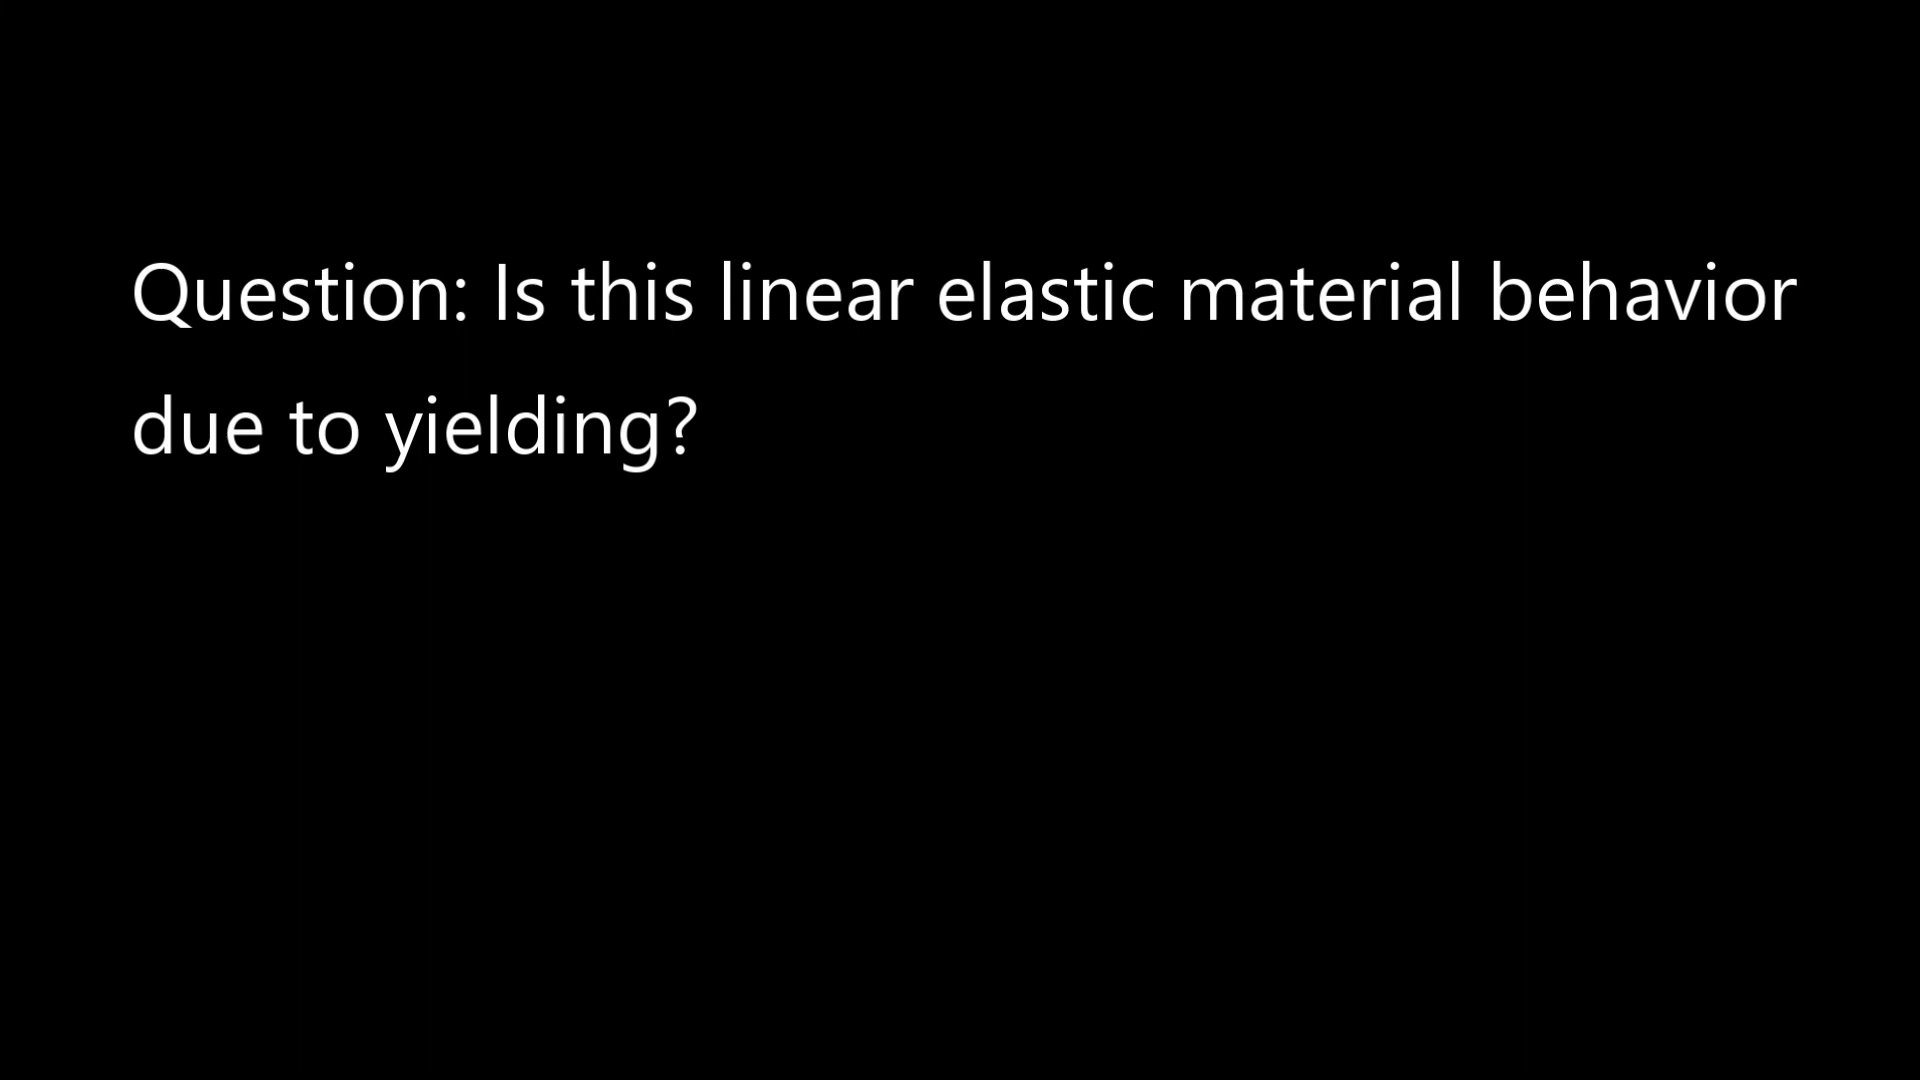 Question: Is this linear elastic material behavior
due to yielding?